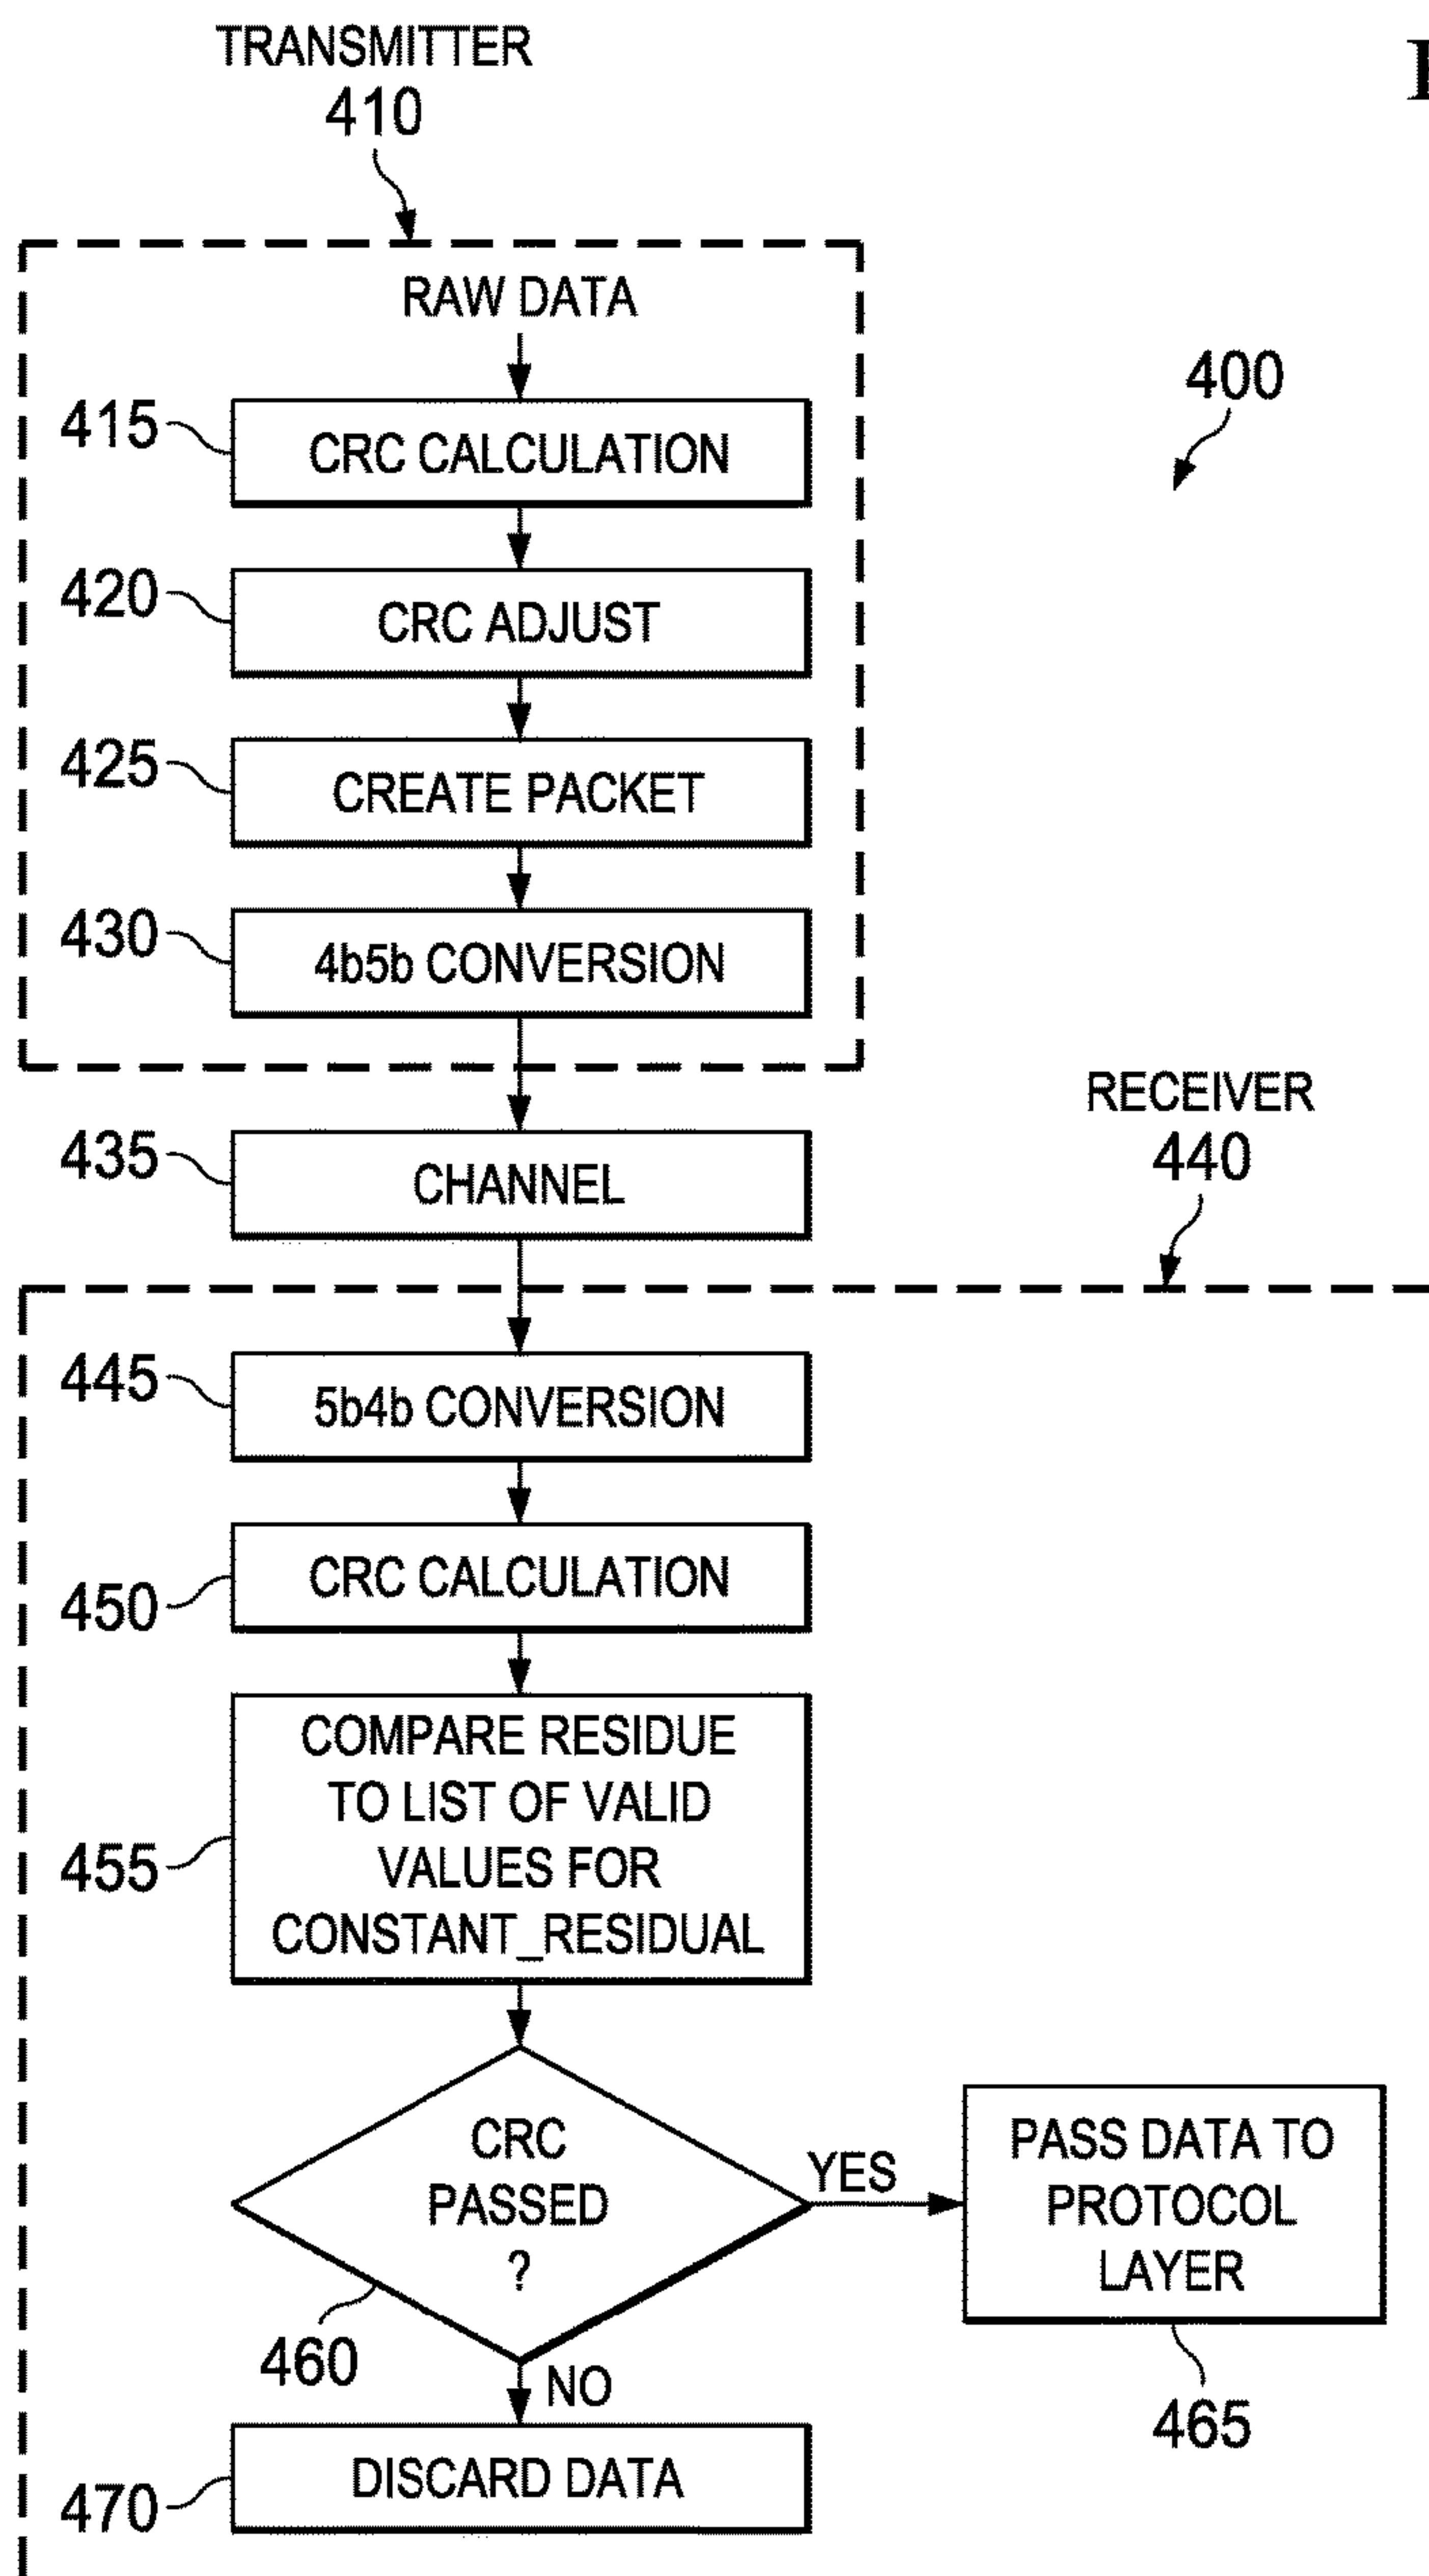 TRANSMITTER
410
RAW DATA
400
415
CRC CALCULATION
420
CRC ADJUST
425
CREATE PACKET
430
4b5b CONVERSION
RECEIVER
440
435
CHANNEL
445
5b4b CONVERSION
450
CRC CALCULATION
455
COMPARE RESIDUE
TO LIST OF VALID
VALUES FOR
CONSTANT_RESIDUAL
CRC
PASSED
?
460
YES
PASS DATA TO
PROTOCOL
LAYER
465
NO
470
DISCARD DATA